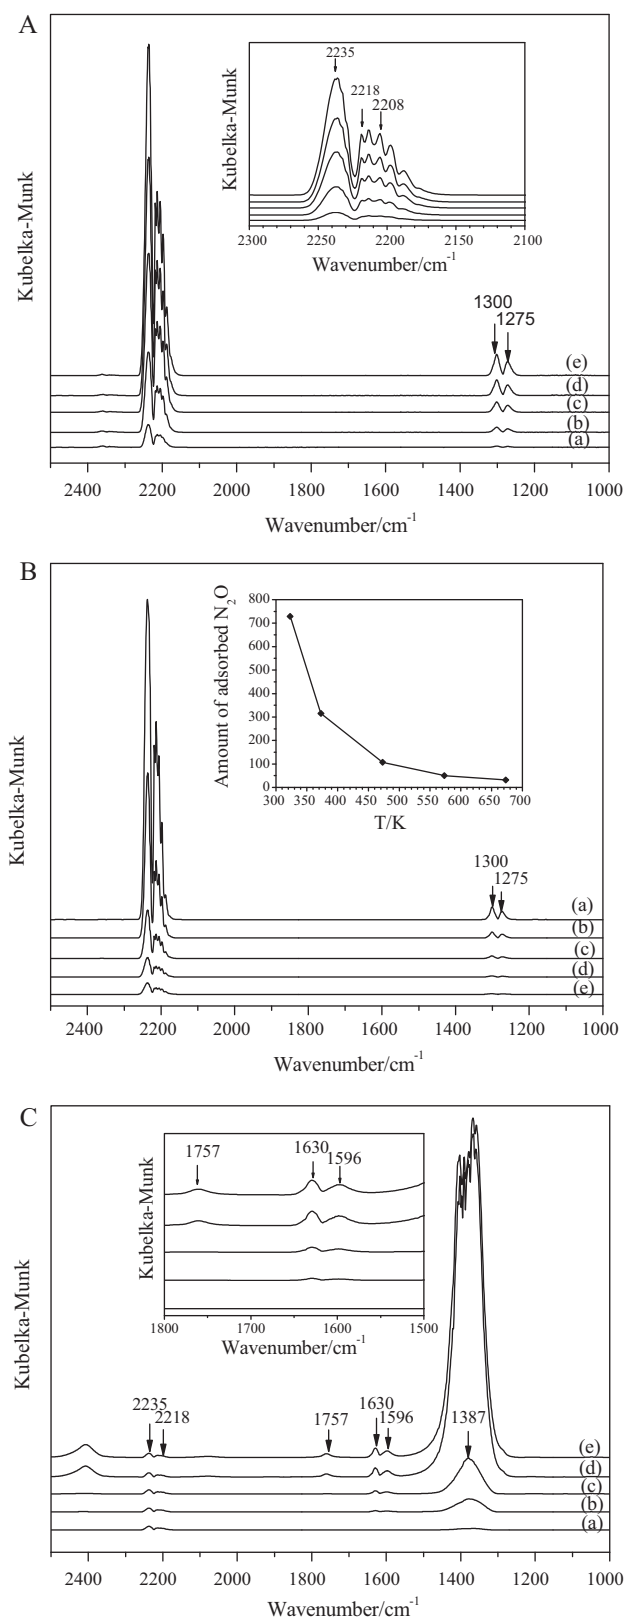 A
Kubelka-Munk
Kubelka-Munk
2235
2218
2208
2300 2250 2200 2150 2100
Wavenumber/cm-1
1300
1275
(e)
(d)
(c)
(b)
(a)
2400 2200 2000 1800 1600 1400 1200 1000
Wavenumber/cm-1
B
Kubelka-Munk
Amount of adsorbed N2O
800
700
600
500
400
300
200
100
0
300 350 400 450 500 550 600 650 700
T/K
1300
1275
(a)
(b)
(c)
(d)
(e)
2400 2200 2000 1800 1600 1400 1200 1000
Wavenumber/cm-1
C
Kubelka-Munk
Kubelka-Munk
1757
1630
1596
1800 1700 1600 1500
Wavenumber/cm-1
2235
2218
1757
1630
1596
1387
(e)
(d)
(c)
(b)
(a)
2400 2200 2000 1800 1600 1400 1200 1000
Wavenumber/cm-1